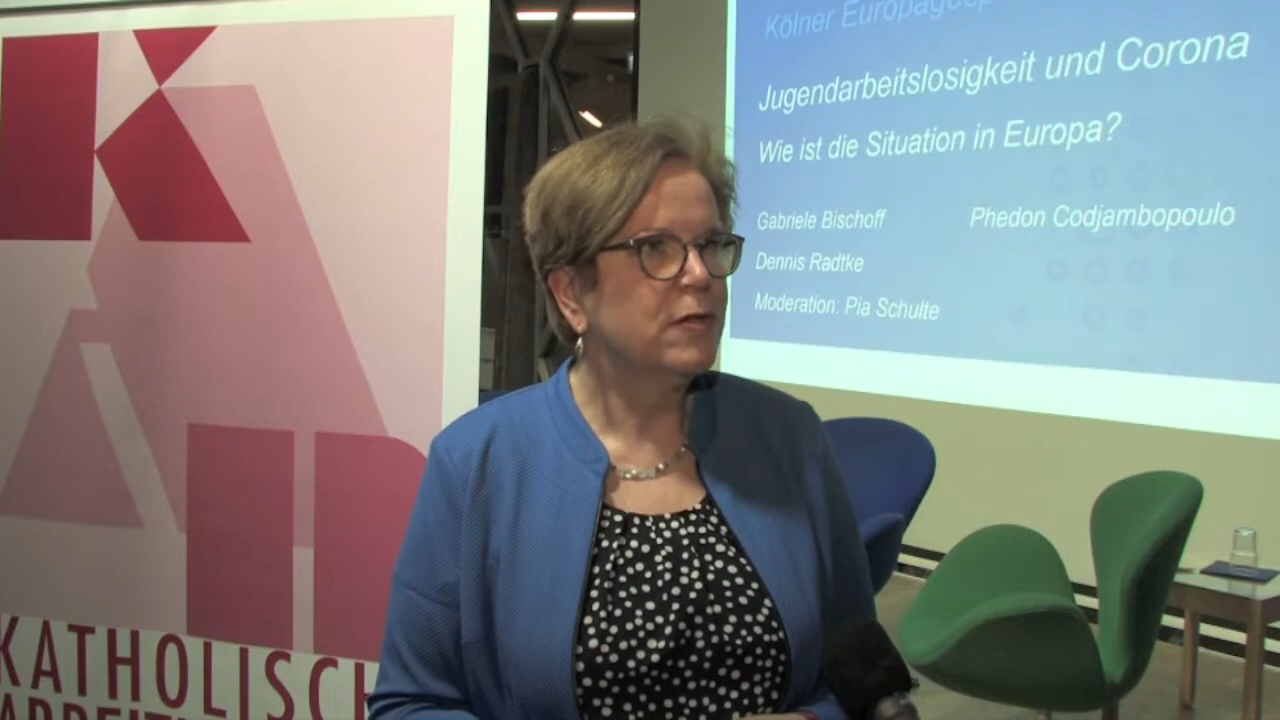 KATHOLISCH
Kölner
Jugendarbeitslosigkeit und Corona
Wie ist die Situation in Europa?
Gabriele Bischoff
Phedon Codjambopoulo
Dennis Radtke
Moderation. Pia Schulte